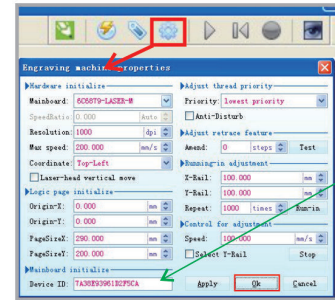 Engraving machine properties
Hardware initialize
Mainboard: 6C6879-LASER-M
SpeedRatio: 0.000 Auto
Resolution: 1000 dpi
Max speed: 200.000 mm/s
Coordinate: Top-Left
Laser-head vertical move
Logic page initialize
Origin-X: 0.000 mm
Origin-Y: 0.000 mm
PageSizeX: 290.000 mm
PageSizeY: 200.000 mm
Mainboard initialize
Device ID: 7A38E93961B2F5CA
Adjust thread priority
Priority: lowest priority
Anti-Disturb
Adjust retrace feature
Amend: 0 steps Test
Running-in adjustment
X-Rail: 100.000 mm
Y-Rail: 100.000 mm
Repeat: 1000 times Run-in
Control for adjustment
Speed: 100.000 mm/s
Select Y-Rail Stop
Apply Ok Cancel